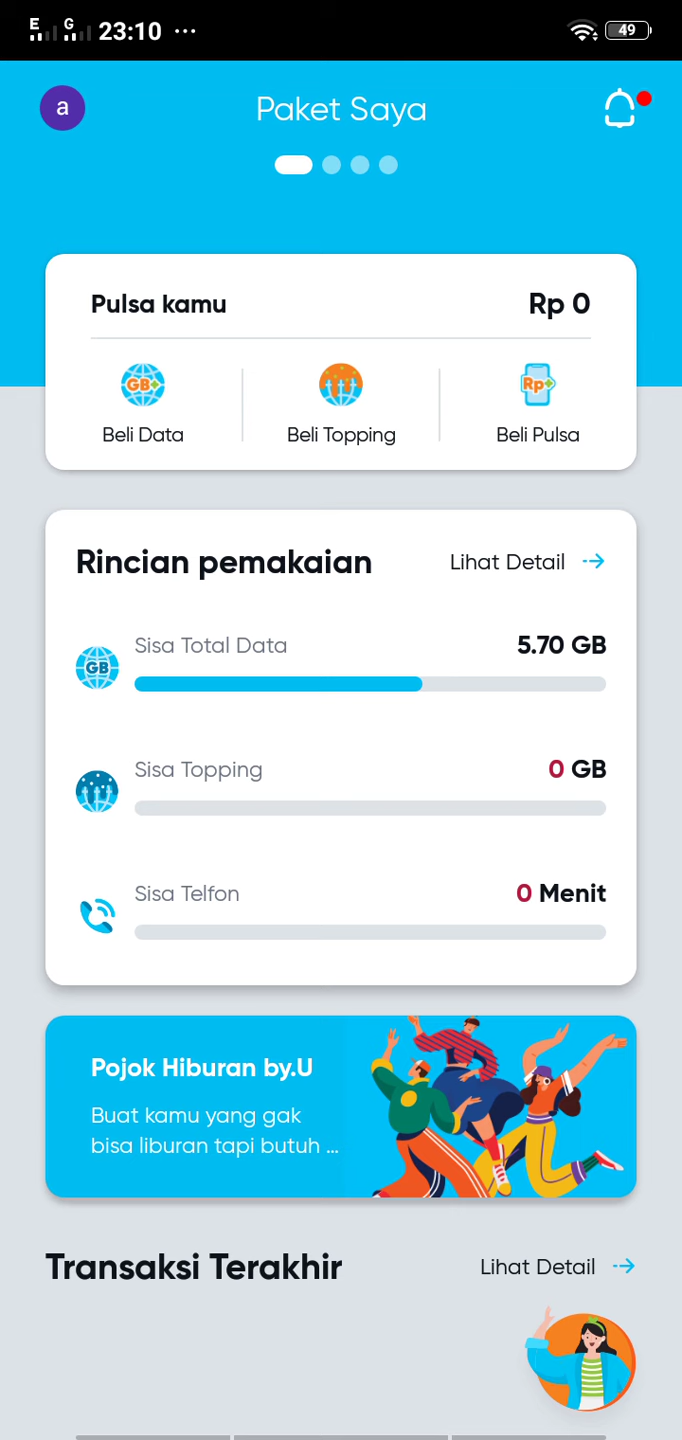 E G 23:10 ... 49
a Paket Saya
Pulsa kamu Rp 0
GB+ Rp+
Beli Data Beli Topping Beli Pulsa
Rincian pemakaian Lihat Detail
Sisa Total Data 5.70 GB
GB
Sisa Topping 0 GB
Sisa Telfon 0 Menit
Pojok Hiburan by.U
Buat kamu yang gak
bisa liburan tapi butuh ...
Transaksi Terakhir Lihat Detail